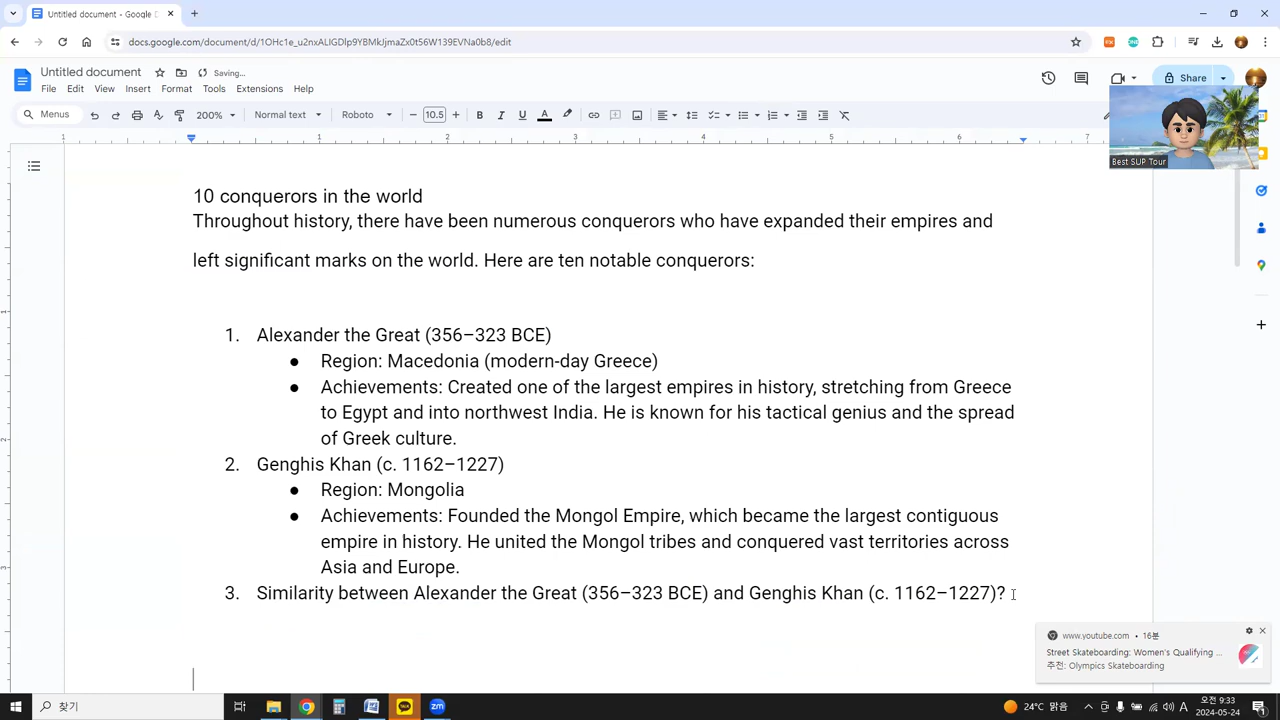 Untitled document - Google D
docs.google.com/document/d/1OHc1e_u2nxALIGDlp9YBMkJjmaZx0t56W139EVNa0b8/edit
Untitled document
Saving...
File Edit View Insert Format Tools Extensions Help
Share
Menus
200%
Normal text
Roboto
10.5
B I U A
1 1 2 3 4 5 6 7
Best SUP Tour
10 conquerors in the world
Throughout history, there have been numerous conquerors who have expanded their empires and
left significant marks on the world. Here are ten notable conquerors:
1. Alexander the Great (356–323 BCE)
● Region: Macedonia (modern-day Greece)
● Achievements: Created one of the largest empires in history, stretching from Greece
to Egypt and into northwest India. He is known for his tactical genius and the spread
of Greek culture.
2. Genghis Khan (c. 1162–1227)
● Region: Mongolia
● Achievements: Founded the Mongol Empire, which became the largest contiguous
empire in history. He united the Mongol tribes and conquered vast territories across
Asia and Europe.
3. Similarity between Alexander the Great (356–323 BCE) and Genghis Khan (c. 1162–1227)?
www.youtube.com • 16분
Street Skateboarding: Women's Qualifying ...
추천: Olympics Skateboarding
찾기
24°C 맑음
A
오전 9:33
2024-05-24